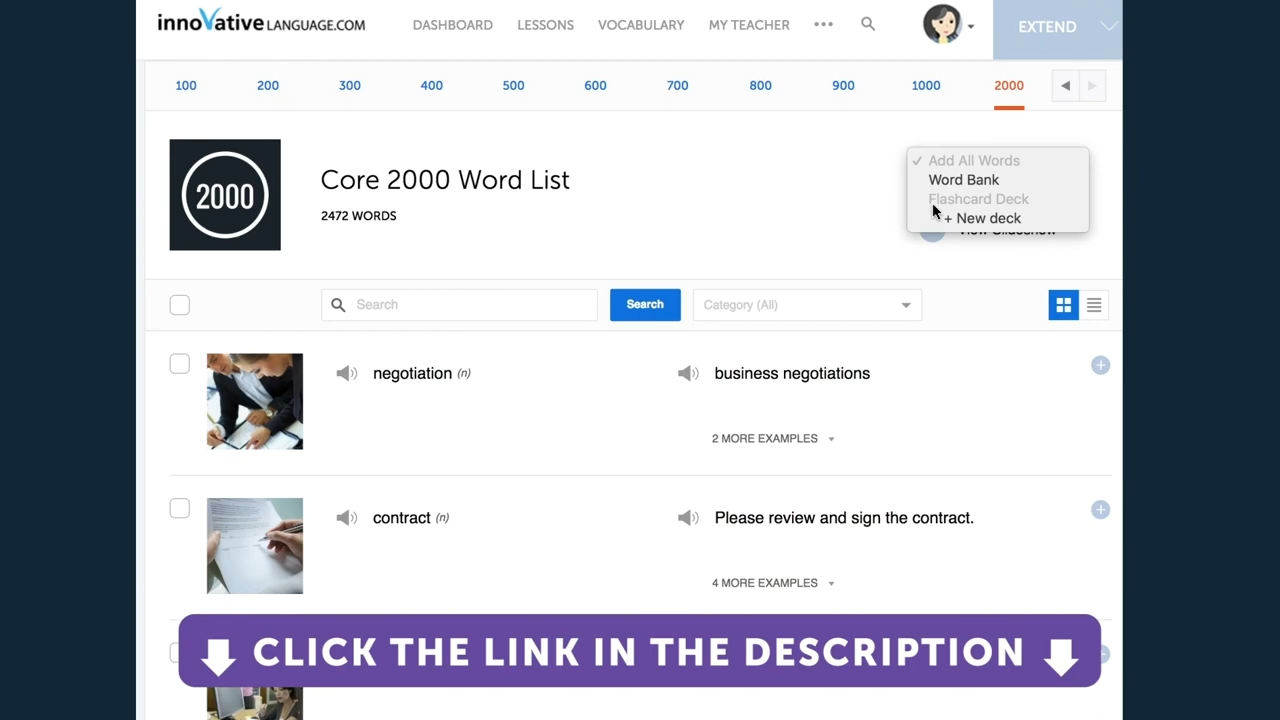 innoVative LANGUAGE.COM
DASHBOARD LESSONS VOCABULARY MY TEACHER EXTEND
100 200 300 400 500 600 700 800 900 1000 2000
2000
Core 2000 Word List
2472 WORDS
✓ Add All Words
Word Bank
Flashcard Deck
+ New deck
View Slideshow
Search Search Category (All)
negotiation (n) business negotiations
2 MORE EXAMPLES
contract (n) Please review and sign the contract.
4 MORE EXAMPLES
CLICK THE LINK IN THE DESCRIPTION